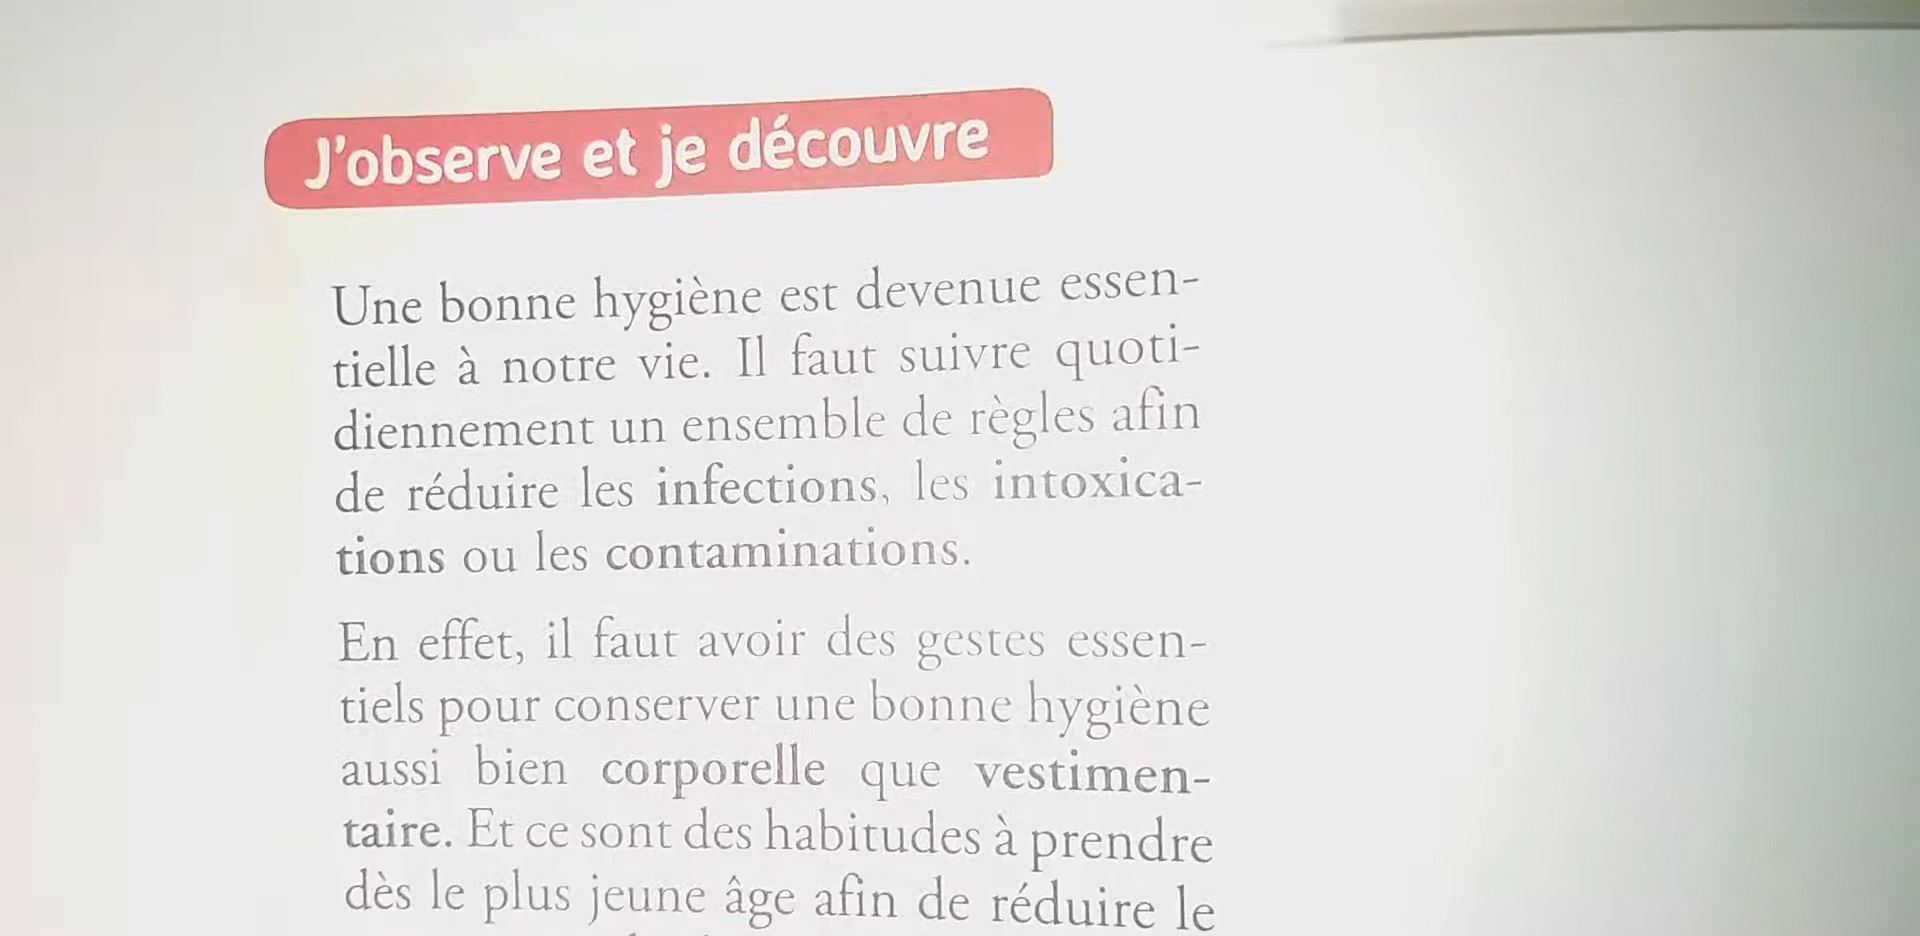 J'observe et je découvre
Une bonne hygiène est devenue essen-
tielle à notre vie. Il faut suivre quoti-
diennement un ensemble de règles afin
de réduire les infections, les intoxica-
tions ou les contaminations.
En effet, il faut avoir des gestes essen-
tiels pour conserver une bonne hygiène
aussi bien corporelle que vestimen-
taire. Et ce sont des habitudes à prendre
dès le plus jeune âge afin de réduire le